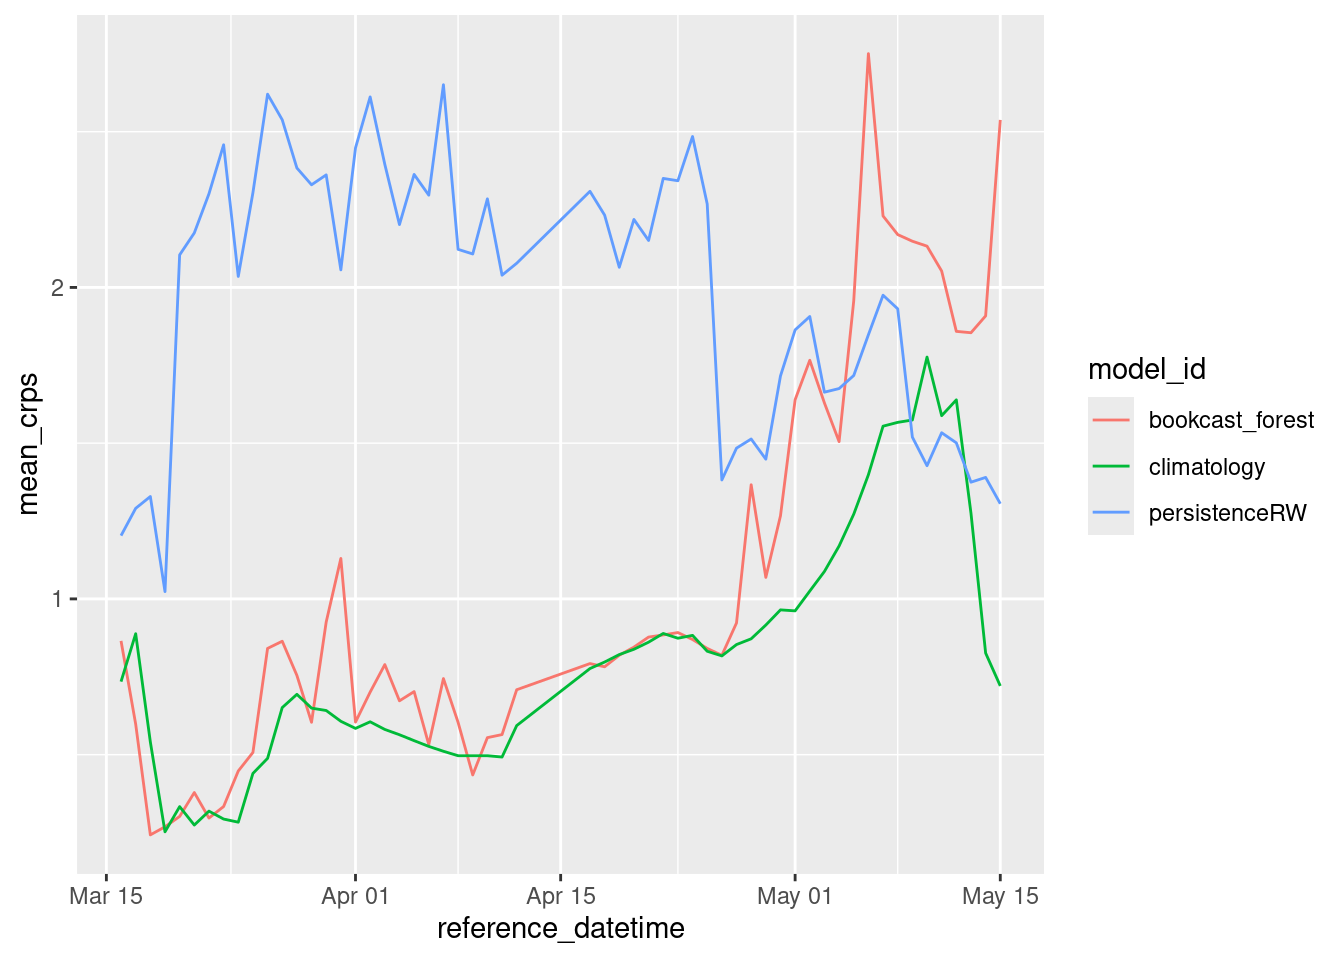 mean_crps
2
1
Mar 15
Apr 01
Apr 15
May 01
May 15
reference_datetime
model_id
bookcast_forest
climatology
persistenceRW